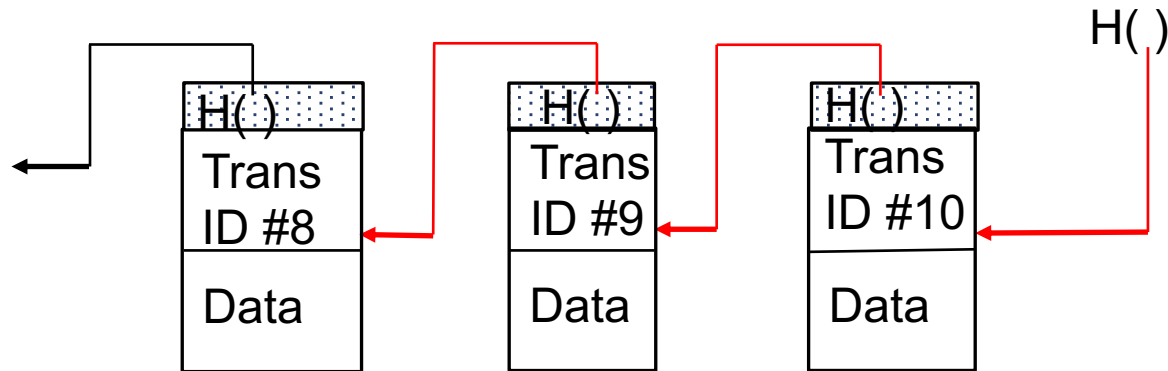 H( )
H( )
Trans
ID #8
Data
H( )
Trans
ID #9
Data
H( )
Trans
ID #10
Data